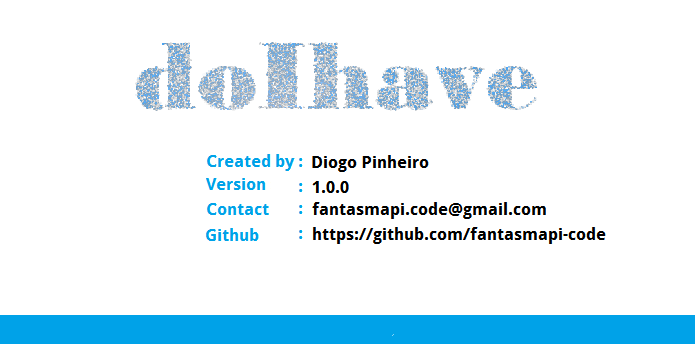 doIhave
Created by : Diogo Pinheiro
Version : 1.0.0
Contact : fantasmapi.code@gmail.com
Github : https://github.com/fantasmapi-code